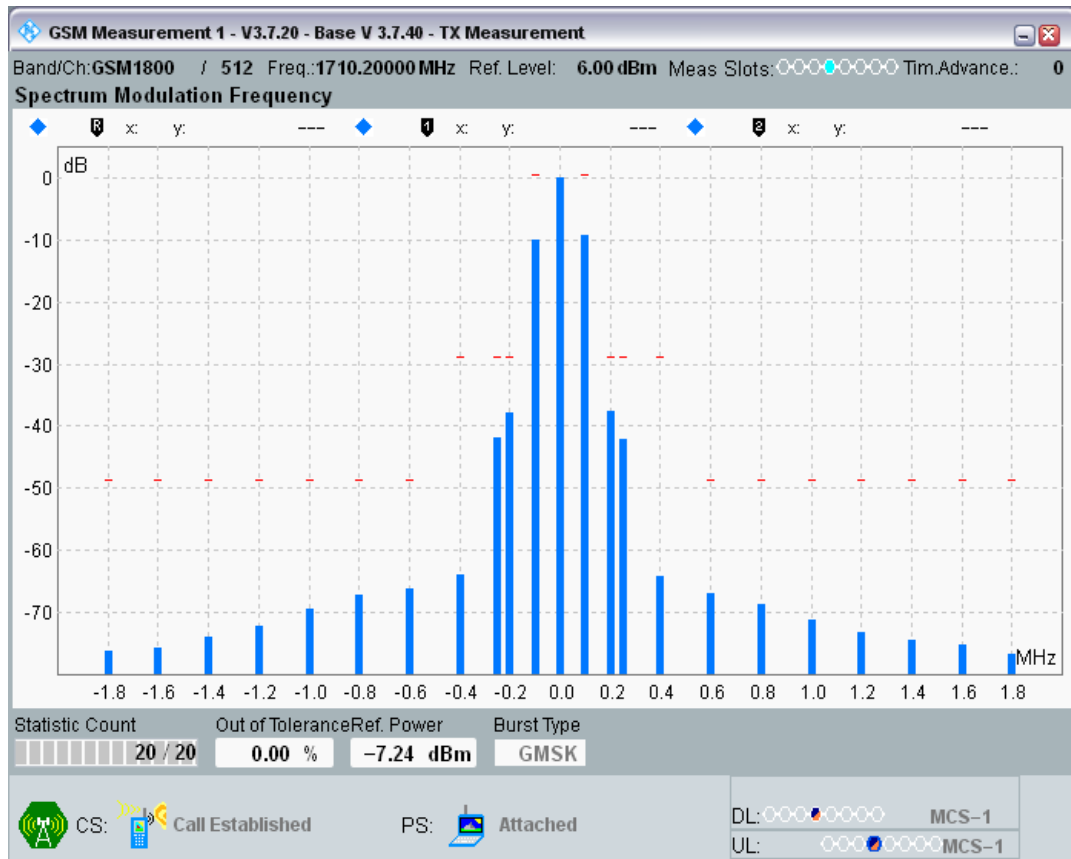 GSM Measurement 1 - V3.7.20 - Base V 3.7.40 - TX Measurement
Band/Ch:GSM1800 / 512 Freq.:1710.20000 MHz Ref. Level: 6.00 dBm Meas Slots: Tim.Advance.: 0
Spectrum Modulation Frequency
R x: y: --- 1 x: y: --- 2 x: y: ---
dB
0
-10
-20
-30
-40
-50
-60
-70
MHz
-1.8 -1.6 -1.4 -1.2 -1.0 -0.8 -0.6 -0.4 -0.2 0.0 0.2 0.4 0.6 0.8 1.0 1.2 1.4 1.6 1.8
Statistic Count Out of Tolerance Ref. Power Burst Type
20 / 20 0.00 % -7.24 dBm GMSK
CS: Call Established PS: Attached
DL: MCS-1
UL: MCS-1